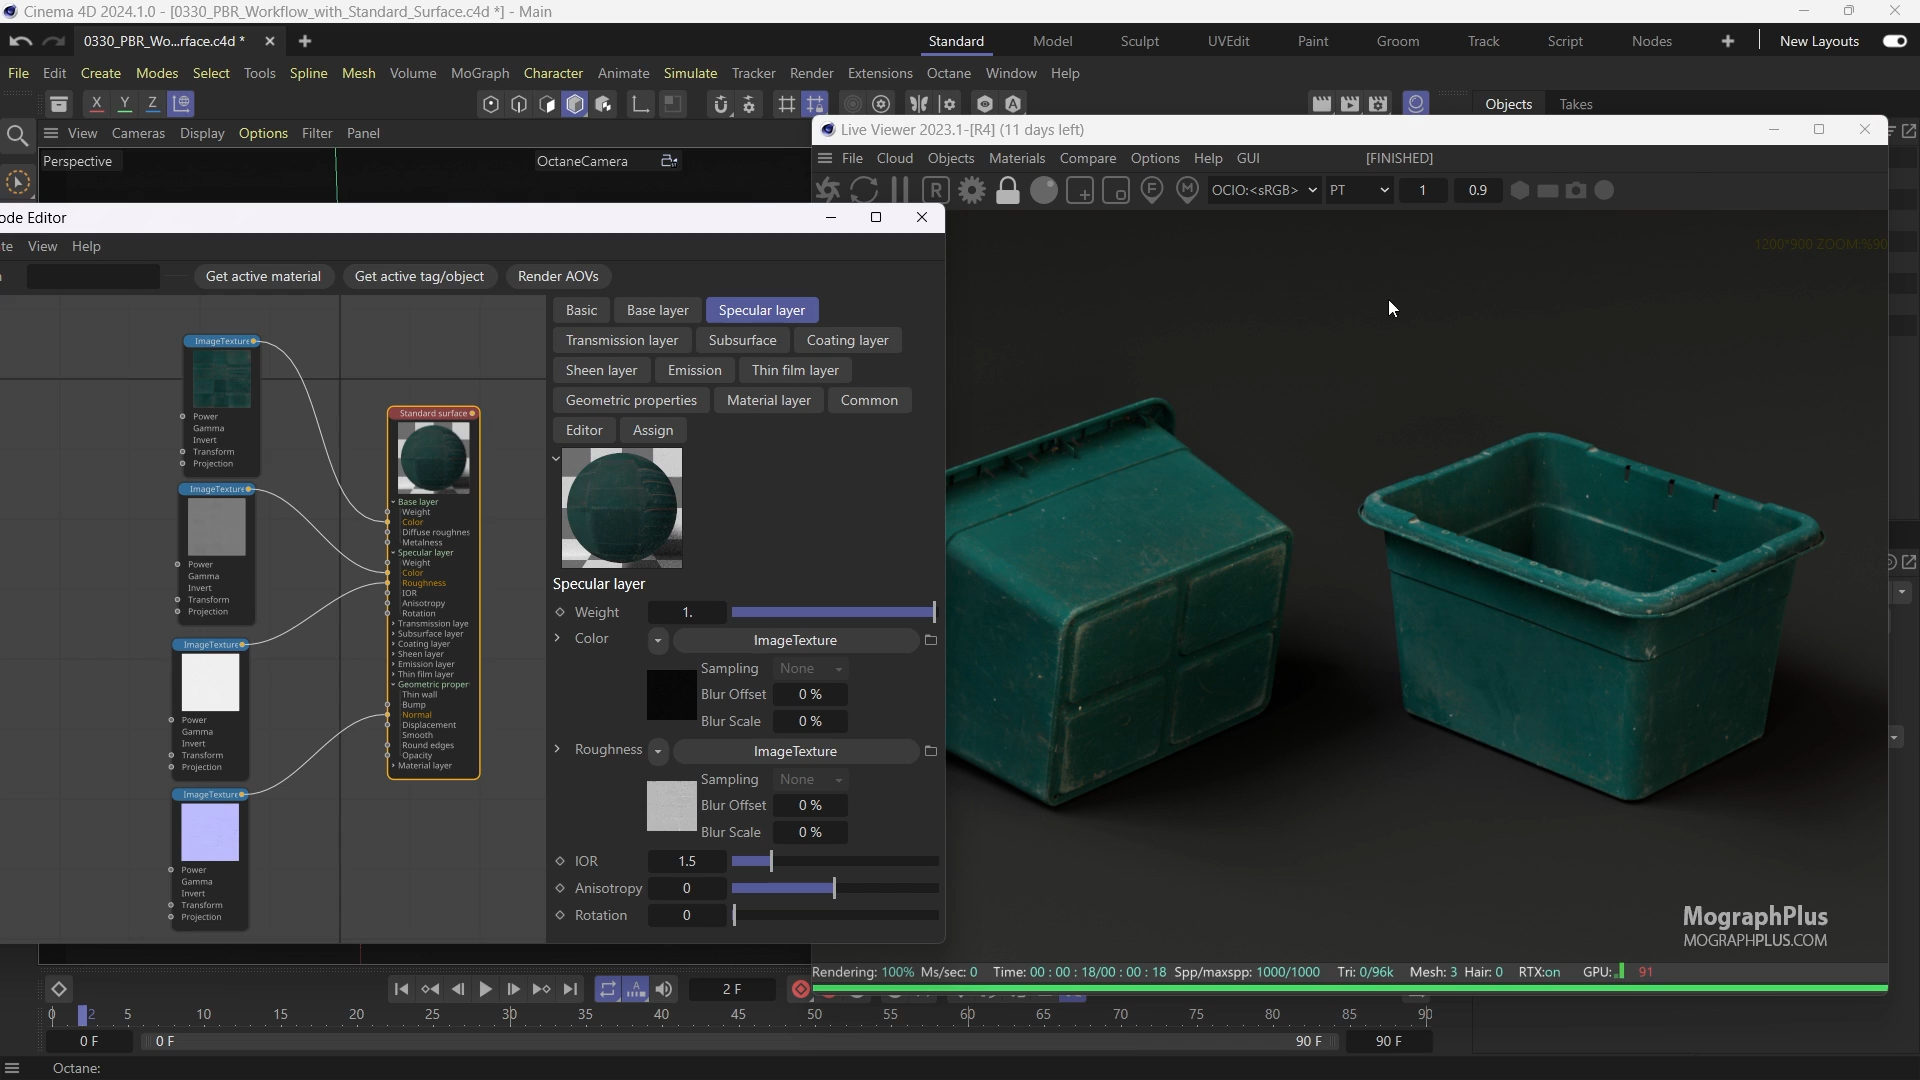 Cinema 4D 2024.1.0 - [0330_PBR_Workflow_with_Standard_Surface.c4d *] - Main
0330_PBR_Wo...rface.c4d *
Standard Model Sculpt UVEdit Paint Groom Track Script Nodes New Layouts
File Edit Create Modes Select Tools Spline Mesh Volume MoGraph Character Animate Simulate Tracker Render Extensions Octane Window Help
X Y Z
Objects Takes
View Cameras Display Options Filter Panel
Live Viewer 2023.1-[R4] (11 days left)
Perspective
OctaneCamera
File Cloud Objects Materials Compare Options Help GUI [FINISHED]
R F M OCIO:<sRGB> PT 1 0.9
ode Editor
te View Help
1200*900 ZOOM:%90
Get active material Get active tag/object Render AOVs
Basic Base layer Specular layer
Transmission layer Subsurface Coating layer
Sheen layer Emission Thin film layer
Geometric properties Material layer Common
Editor Assign
ImageTexture
Power
Gamma
Invert
Transform
Projection
ImageTexture
Power
Gamma
Invert
Transform
Projection
ImageTexture
Power
Gamma
Invert
Transform
Projection
ImageTexture
Power
Gamma
Invert
Transform
Projection
Standard surface
Base layer
Weight
Color
Diffuse roughnes
Metalness
Specular layer
Weight
Color
Roughness
IOR
Anisotropy
Rotation
Transmission laye
Subsurface layer
Coating layer
Sheen layer
Emission layer
Thin film layer
Geometric proper
Thin wall
Bump
Normal
Displacement
Smooth
Round edges
Opacity
Material layer
Specular layer
Weight 1.
Color ImageTexture
Sampling None
Blur Offset 0 %
Blur Scale 0 %
Roughness ImageTexture
Sampling None
Blur Offset 0 %
Blur Scale 0 %
IOR 1.5
Anisotropy 0
Rotation 0
MographPlus
MOGRAPHPLUS.COM
Rendering: 100% Ms/sec: 0 Time: 00 : 00 : 18/00 : 00 : 18 Spp/maxspp: 1000/1000 Tri: 0/96k Mesh: 3 Hair: 0 RTX:on GPU: 91
2 F
0 2 5 10 15 20 25 30 35 40 45 50 55 60 65 70 75 80 85 90
0 F 0 F 90 F 90 F
Octane: